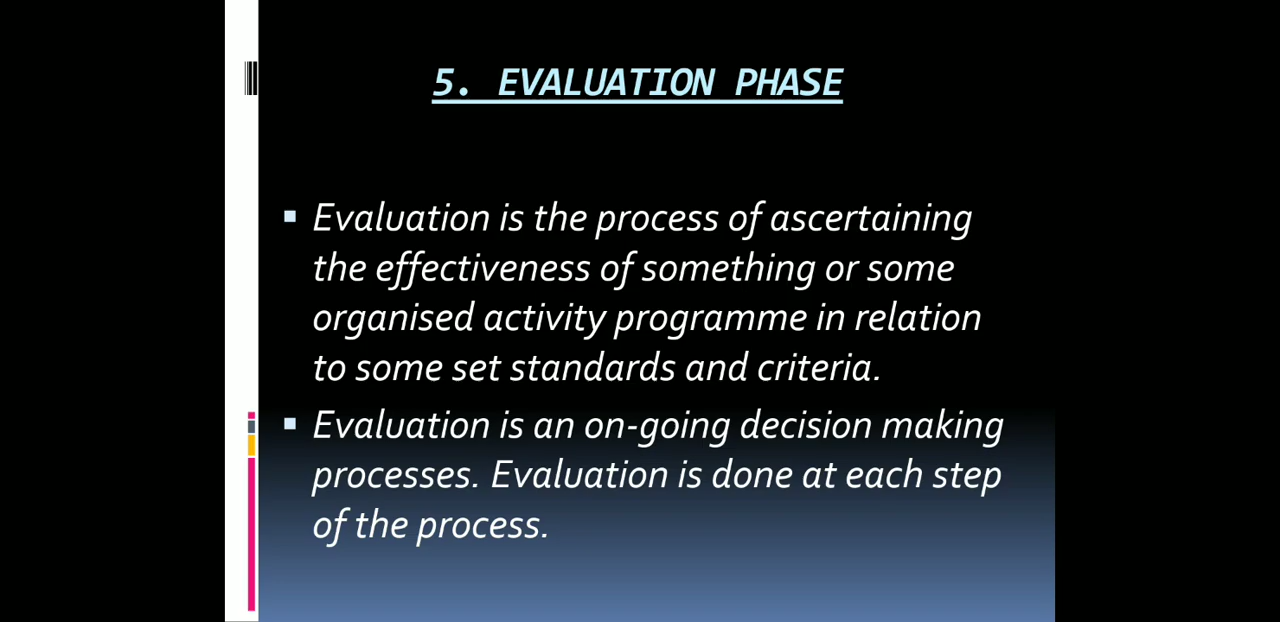 5. EVALUATION PHASE
Evaluation is the process of ascertaining
the effectiveness of something or some
organised activity programme in relation
to some set standards and criteria.
Evaluation is an on-going decision making
processes. Evaluation is done at each step
of the process.